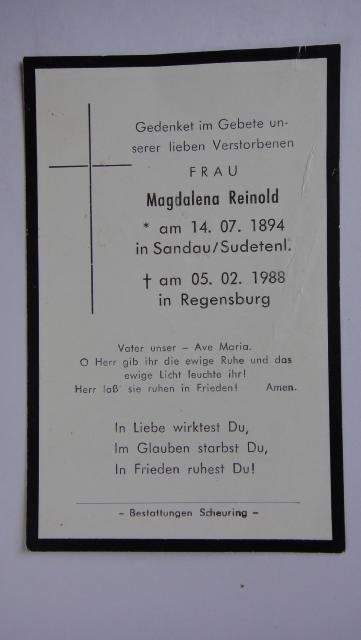 Gedenket im Gebete un-
serer lieben Verstorbenen
FRAU
Magdalena Reinold
* am 14. 07. 1894
in Sandau/Sudetenl.
† am 05. 02. 1988
in Regensburg
Vater unser – Ave Maria.
O Herr gib ihr die ewige Ruhe und das
ewige Licht leuchte ihr!
Herr laß sie ruhen in Frieden! Amen.
In Liebe wirktest Du,
Im Glauben starbst Du,
In Frieden ruhest Du!
– Bestattungen Scheuring –